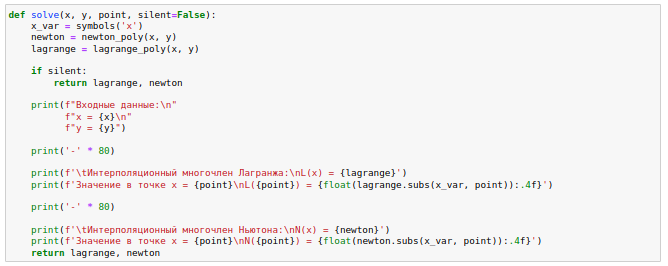 def solve(x, y, point, silent=False):
    x_var = symbols('x')
    newton = newton_poly(x, y)
    lagrange = lagrange_poly(x, y)
    if silent:
        return lagrange, newton
    print(f"Входные данные:\n"
          f"x = {x}\n"
          f"y = {y}")
    print('-' * 80)
    print(f'\tИнтерполяционный многочлен Лагранжа:\nL(x) = {lagrange}')
    print(f'Значение в точке x = {point}\nL({point}) = {float(lagrange.subs(x_var, point)):.4f}')
    print('-' * 80)
    print(f'\tИнтерполяционный многочлен Ньютона:\nN(x) = {newton}')
    print(f'Значение в точке x = {point}\nN({point}) = {float(newton.subs(x_var, point)):.4f}')
    return lagrange, newton